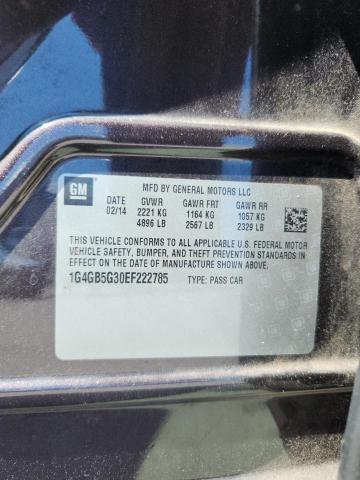 GM
MFD BY GENERAL MOTORS LLC
DATE GVWR GAWR FRT GAWR RR
02/14 2221 KG 1164 KG 1057 KG
4896 LB 2567 LB 2329 LB
THIS VEHICLE CONFORMS TO ALL APPLICABLE U.S. FEDERAL MOTOR
VEHICLE SAFETY, BUMPER, AND THEFT PREVENTION STANDARDS IN
EFFECT ON THE DATE OF MANUFACTURE SHOWN ABOVE.
1G4GB5G30EF222785 TYPE: PASS CAR